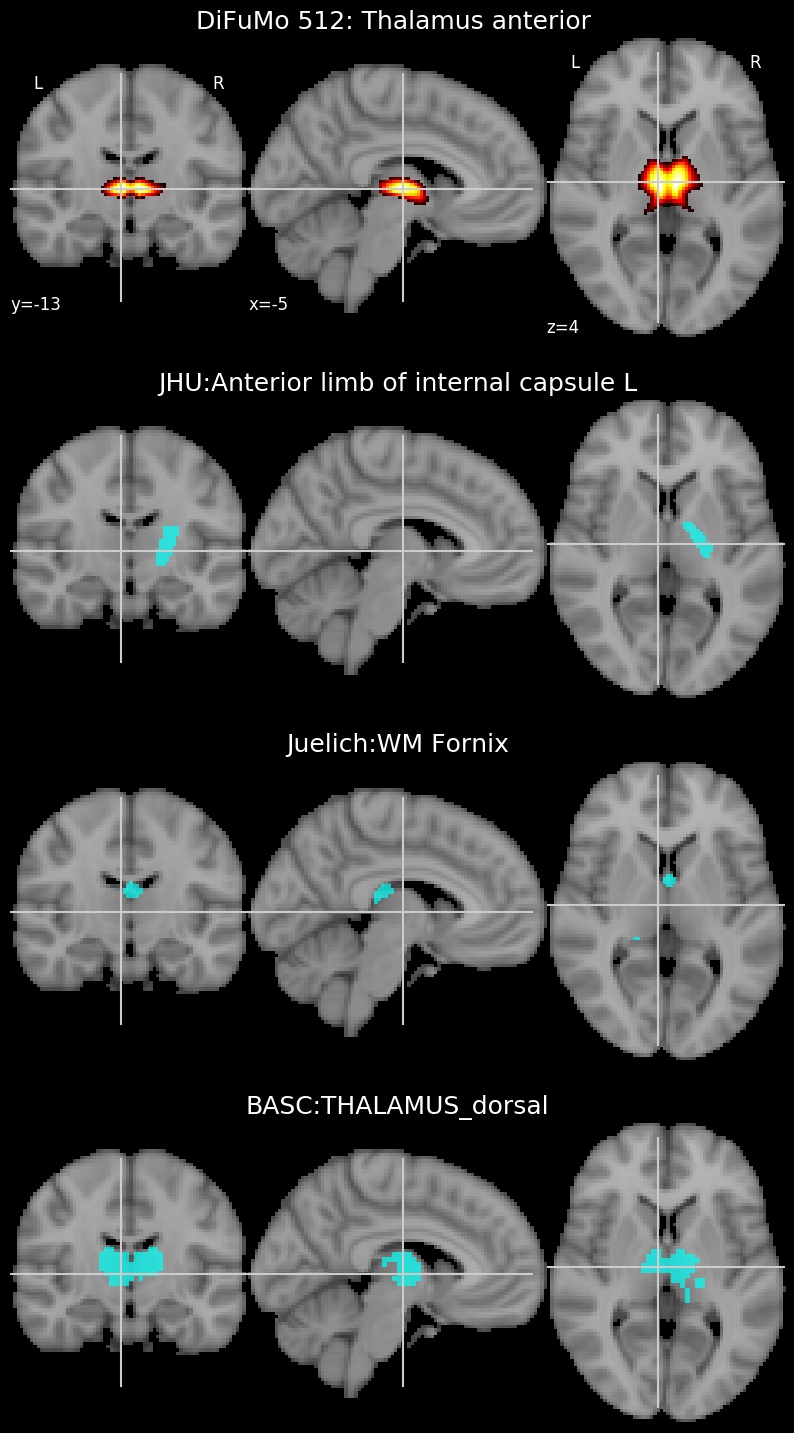 DiFuMo 512: Thalamus anterior
L R L R
y=-13 x=-5 z=4
JHU:Anterior limb of internal capsule L
Juelich:WM Fornix
BASC:THALAMUS_dorsal